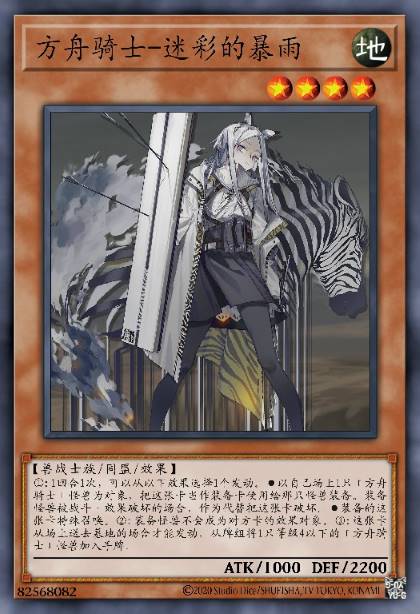 方舟骑士-迷彩的暴雨
地
【兽战士族/同盟/效果】
①:1回合1次,可以从以下效果选择1个发动。●以自己场上1只「方舟
骑士」怪兽为对象,把这张卡当作装备卡使用给那只怪兽装备。装备
怪兽被战斗·效果破坏的场合,作为代替把这张卡破坏。●装备的这
张卡特殊召唤。②:装备怪兽不会成为对方卡的效果对象。③:这张卡
从场上送去墓地的场合才能发动。从牌组将1只等级4以下的「方舟骑
士」怪兽加入手牌。
ATK/1000 DEF/2200
82568082
©2020 Studio Dice/SHUEISHA, TV TOKYO, KONAMI